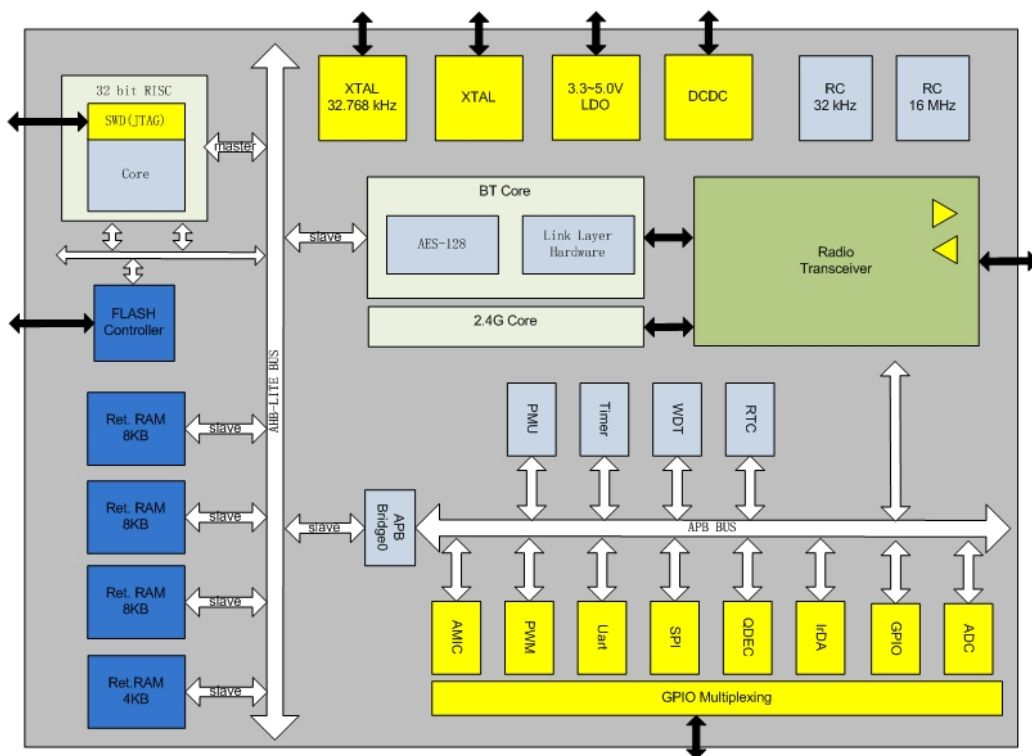 XTAL
32.768 kHz
XTAL
3.3~5.0V
LDO
DCDC
RC
32 kHz
RC
16 MHz
32 bit RISC
SWD(JTAG)
Core
master
BT Core
AES-128
Link Layer
Hardware
slave
Radio
Transceiver
2.4G Core
FLASH
Controller
AHB-LITE BUS
Ret. RAM
8KB
slave
Ret. RAM
8KB
slave
Ret. RAM
8KB
slave
Ret.RAM
4KB
slave
PMU
Timer
WDT
RTC
slave
APB
Bridge0
APB BUS
AMIC
PWM
Uart
SPI
QDEC
IrDA
GPIO
ADC
GPIO Multiplexing